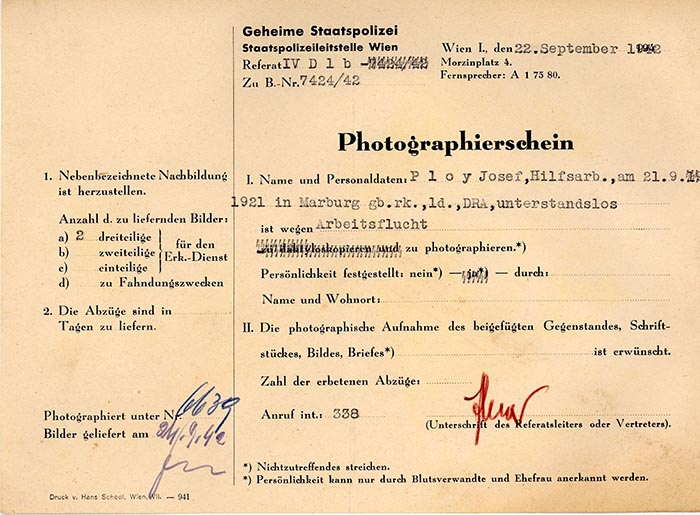 Geheime Staatspolizei
Staatspolizeileitstelle Wien
Wien I., den 22. September 1942
Referat IV D l b - 7424/42
Morzinplatz 4.
Zu B.-Nr. 7424/42
Fernsprecher: A 1 75 80.
Photographierschein
1. Nebenbezeichnete Nachbildung
ist herzustellen.
Anzahl d. zu liefernden Bilder:
a) 2 dreiteilige
b) zweiteilige
c) einteilige
für den
Erk.-Dienst
d) zu Fahndungszwecken
2. Die Abzüge sind in
Tagen zu liefern.
Photographiert unter Nr. 6639
Bilder geliefert am 24.9.42
I. Name und Personaldaten: P l o y Josef, Hilfsarb., am 21.9.
1921 in Marburg gb.rk.,ld.,DRA,unterstandslos
ist wegen Arbeitsflucht
zu daktyloskopieren und zu photographieren.*)
Persönlichkeit festgestellt: nein*) — ja*) — durch:
Name und Wohnort:
II. Die photographische Aufnahme des beigefügten Gegenstandes, Schrift-
stückes, Bildes, Briefes*) ist erwünscht.
Zahl der erbetenen Abzüge:
Anruf int.: 338
(Unterschrift des Referatsleiters oder Vertreters).
*) Nichtzutreffendes streichen.
*) Persönlichkeit kann nur durch Blutsverwandte und Ehefrau anerkannt werden.
Druck v. Hans School, Wien, VII. — 941